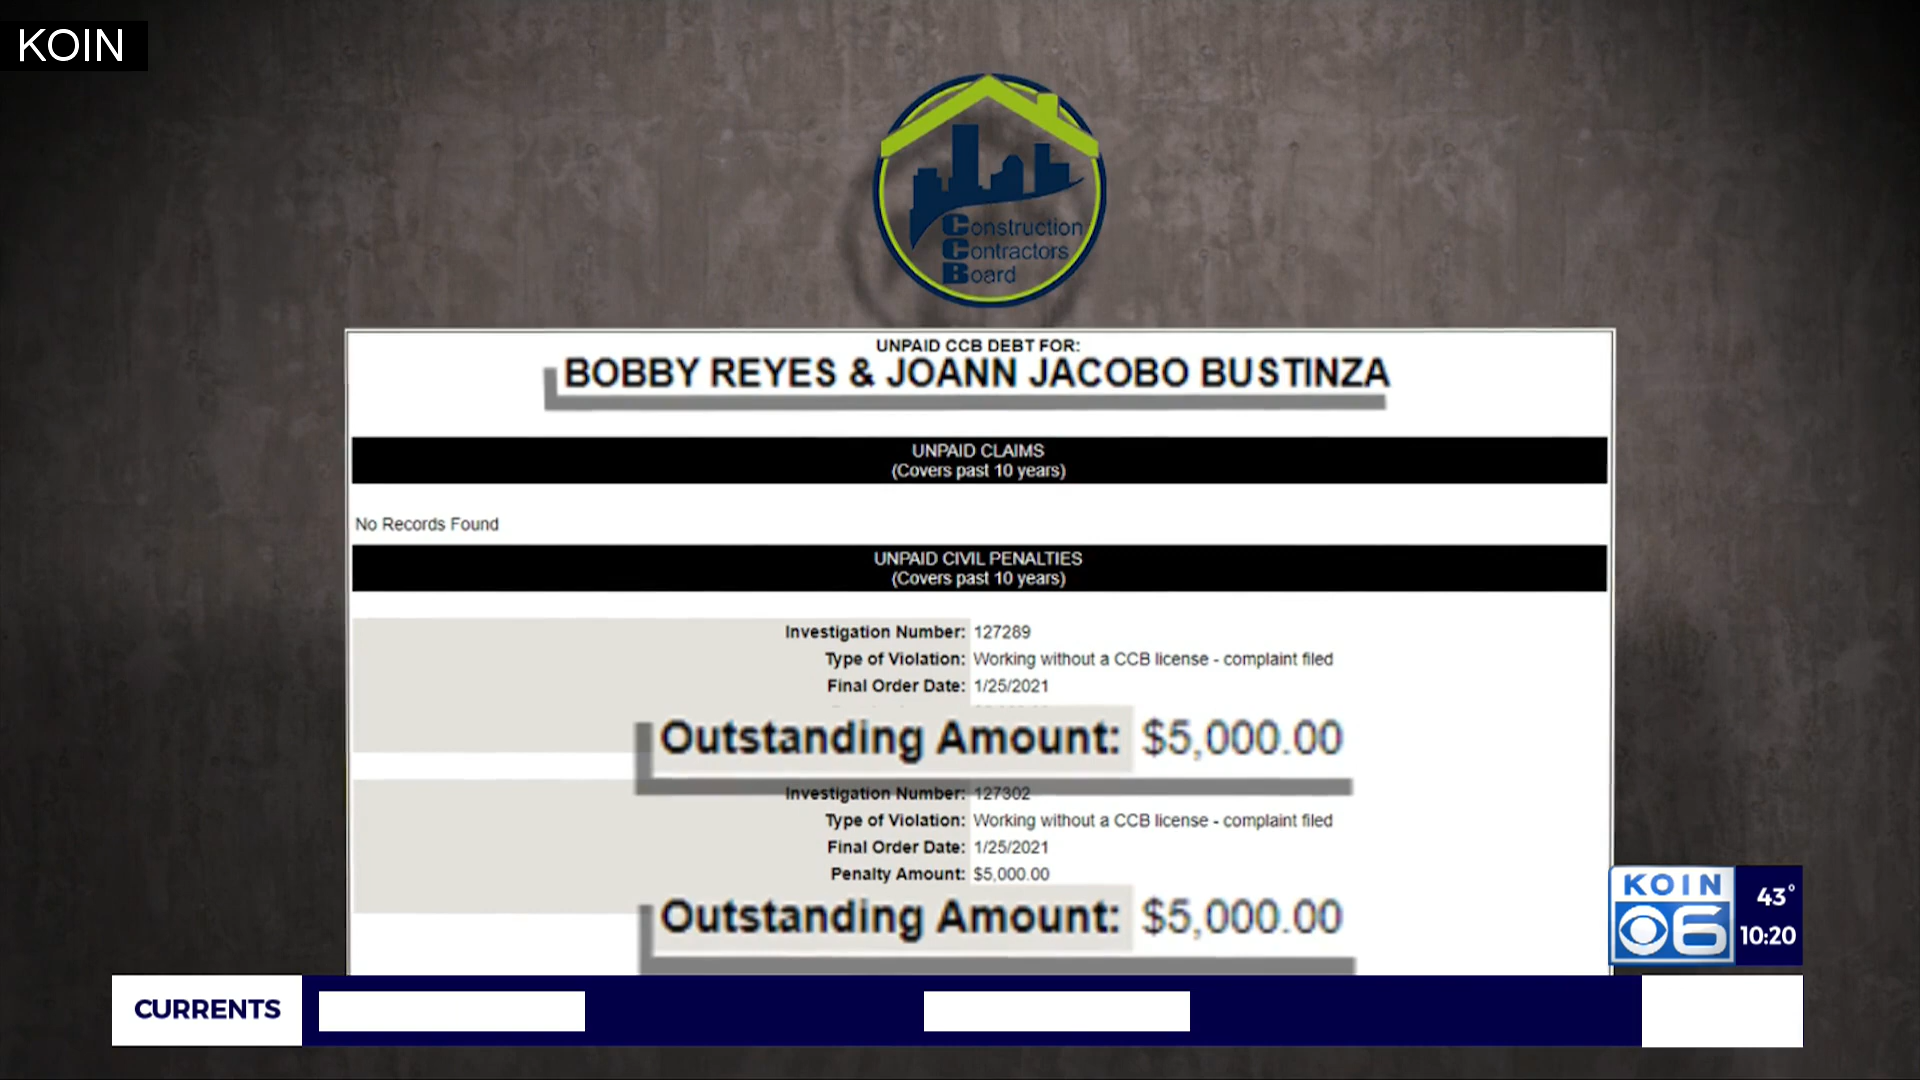 KOIN
Construction
Contractors
Board
UNPAID CCB DEBT FOR:
BOBBY REYES & JOANN JACOBO BUSTINZA
UNPAID CLAIMS
(Covers past 10 years)
No Records Found
UNPAID CIVIL PENALTIES
(Covers past 10 years)
Investigation Number: 127289
Type of Violation: Working without a CCB license - complaint filed
Final Order Date: 1/25/2021
Outstanding Amount: $5,000.00
Investigation Number: 127302
Type of Violation: Working without a CCB license - complaint filed
Final Order Date: 1/25/2021
Penalty Amount: $5,000.00
Outstanding Amount: $5,000.00
KOIN
6
43°
10:20
CURRENTS